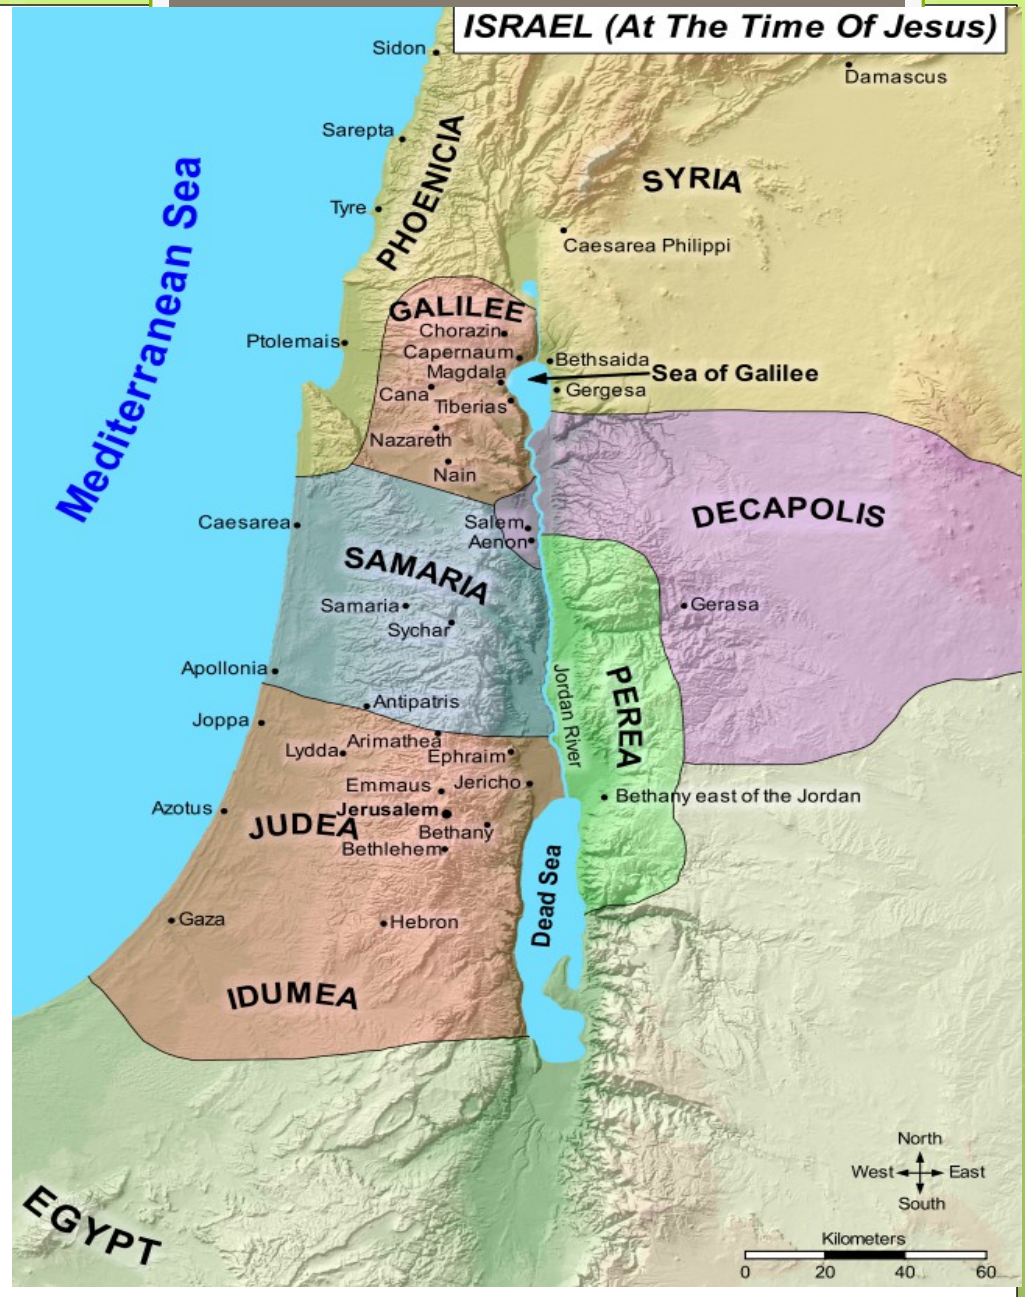 ISRAEL (At The Time Of Jesus)
Sidon
Damascus
Sarepta
PHOENICIA
SYRIA
Mediterranean Sea
Tyre
Caesarea Philippi
GALILEE
Chorazin
Ptolemais
Capernaum
Bethsaida
Magdala
Sea of Galilee
Cana
Gergesa
Tiberias
Nazareth
Nain
DECAPOLIS
Caesarea
Salem
Aenon
SAMARIA
Samaria
Gerasa
Sychar
Apollonia
Jordan River
PEREA
Antipatris
Joppa
Arimathea
Lydda
Ephraim
Emmaus
Jericho
Bethany east of the Jordan
Azotus
Jerusalem
JUDEA
Bethany
Bethlehem
Dead Sea
Gaza
Hebron
IDUMEA
North
West
East
South
EGYPT
Kilometers
0 20 40 60